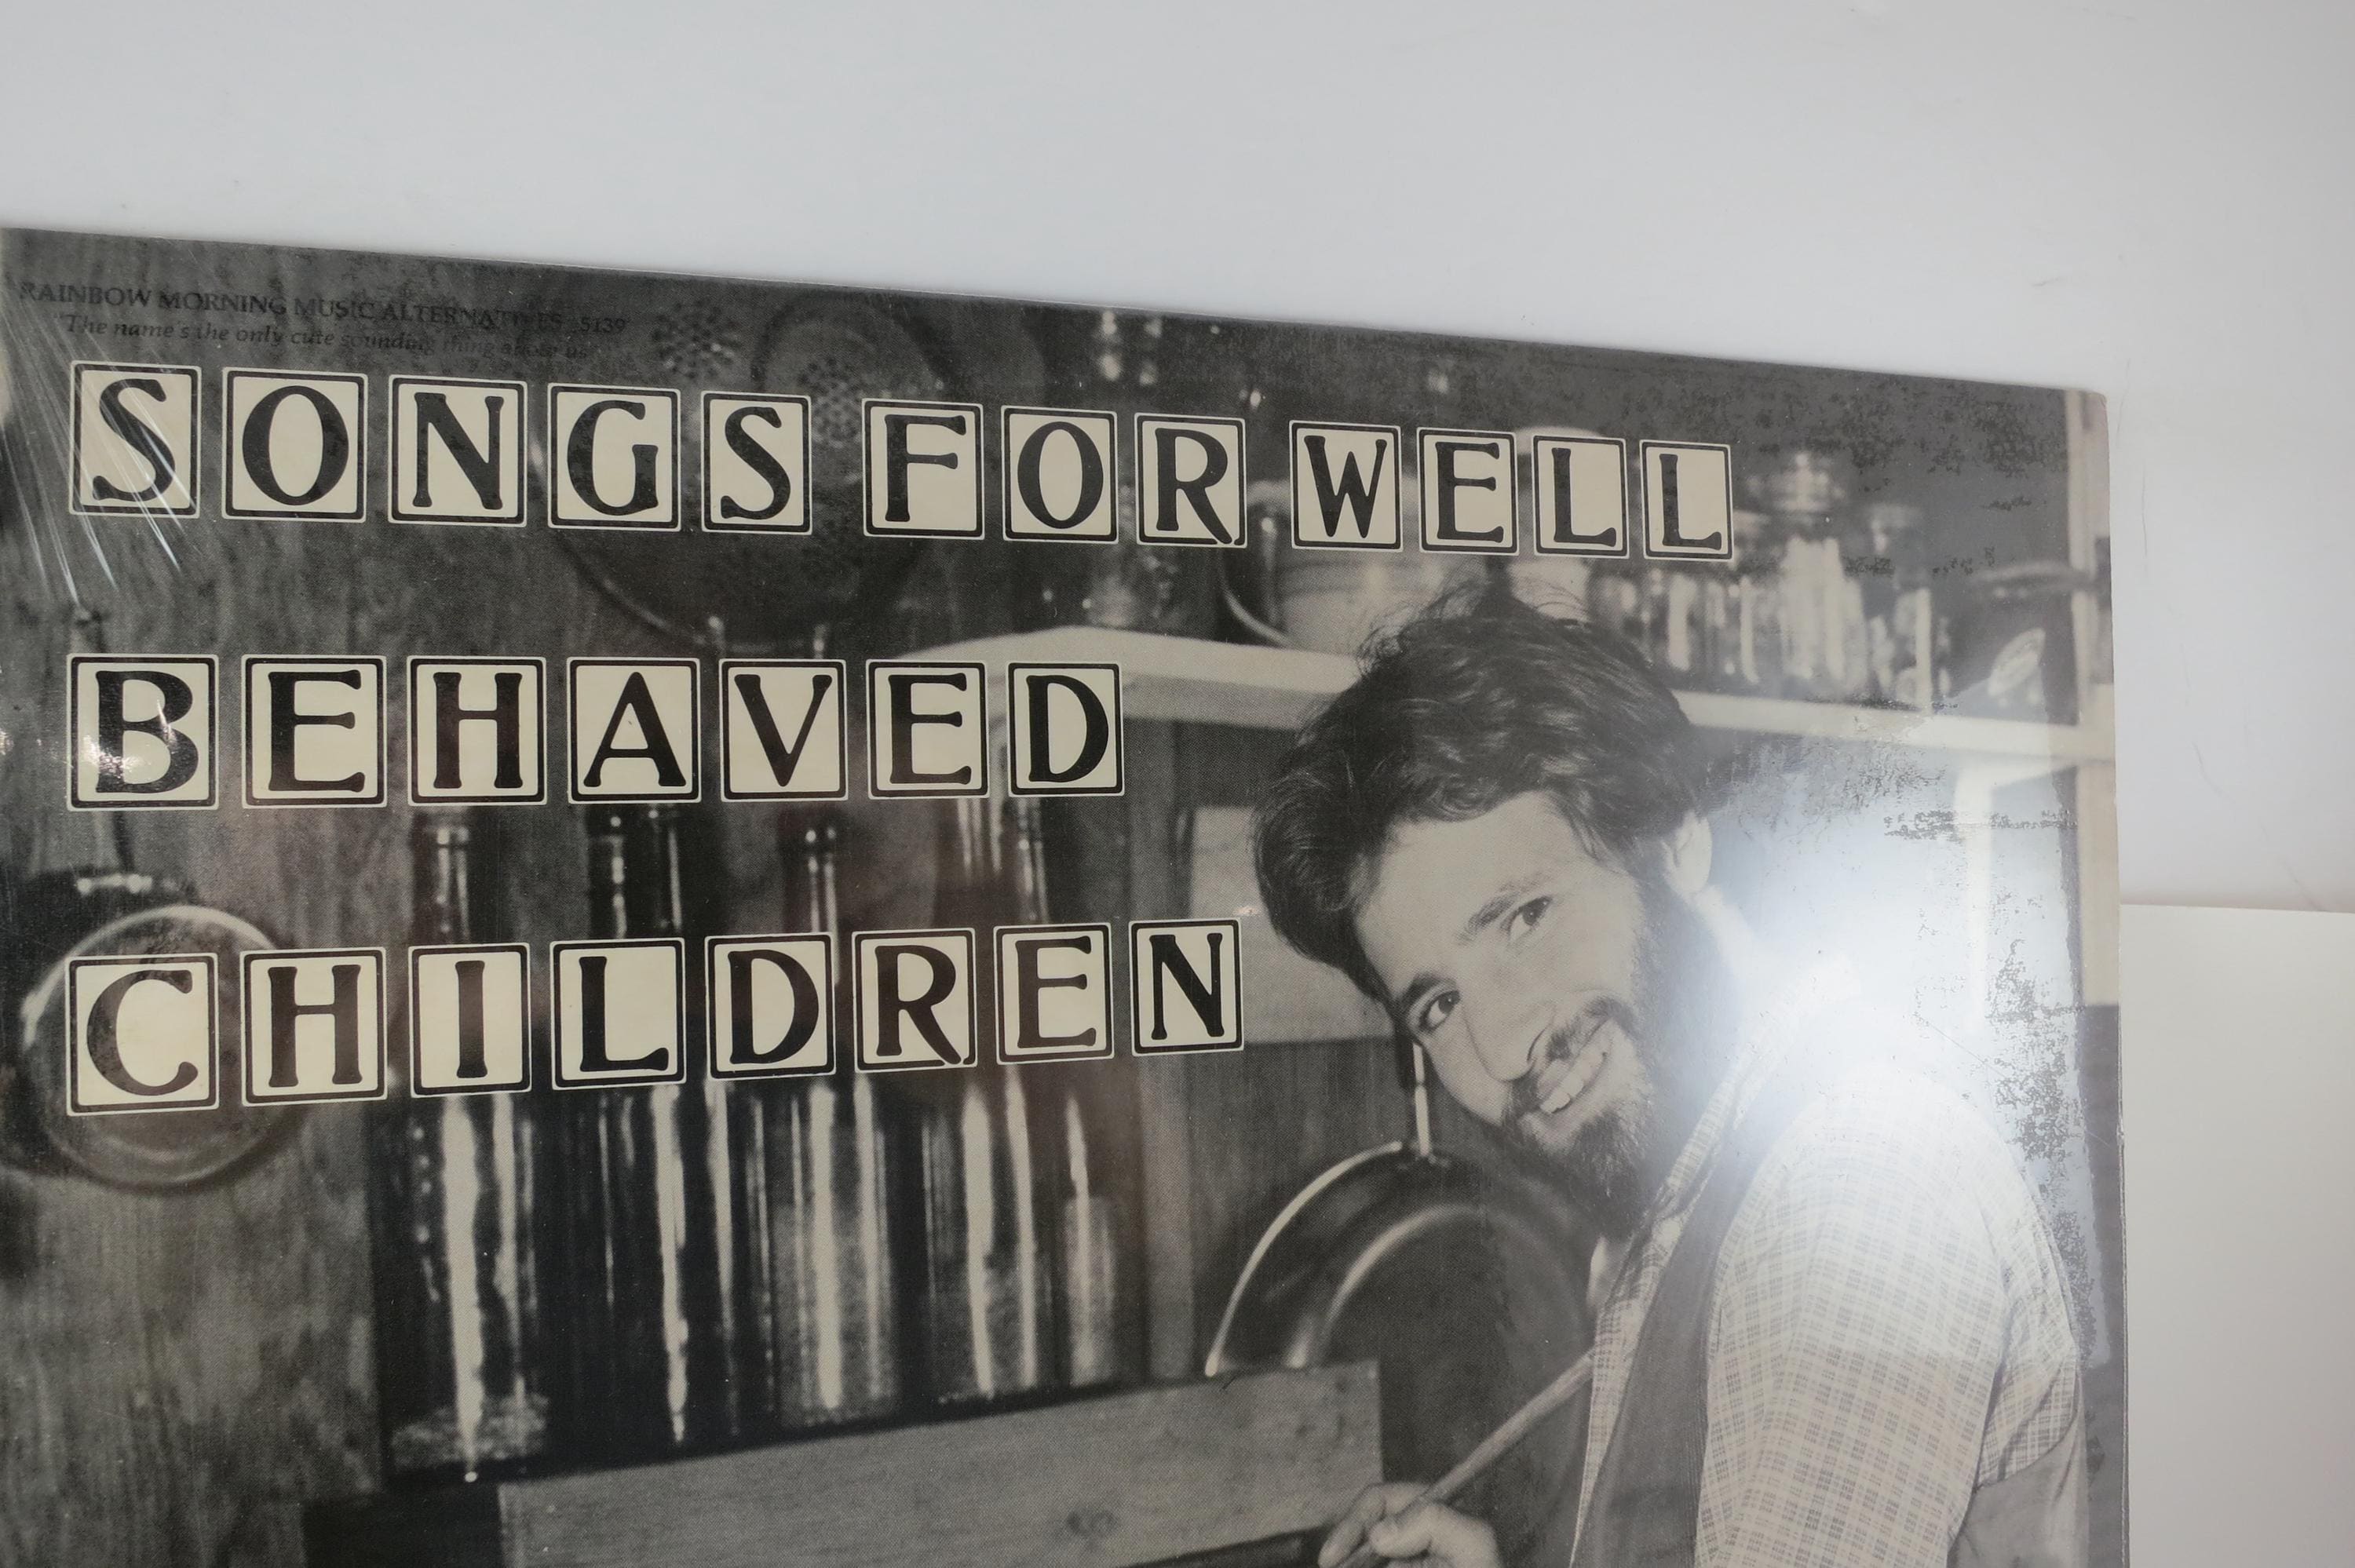 RAINBOW MORNING MUSIC ALTERNATIVES 5139
"The name's the only cute sounding thing about us"
SONGS FOR WELL
BEHAVED
CHILDREN